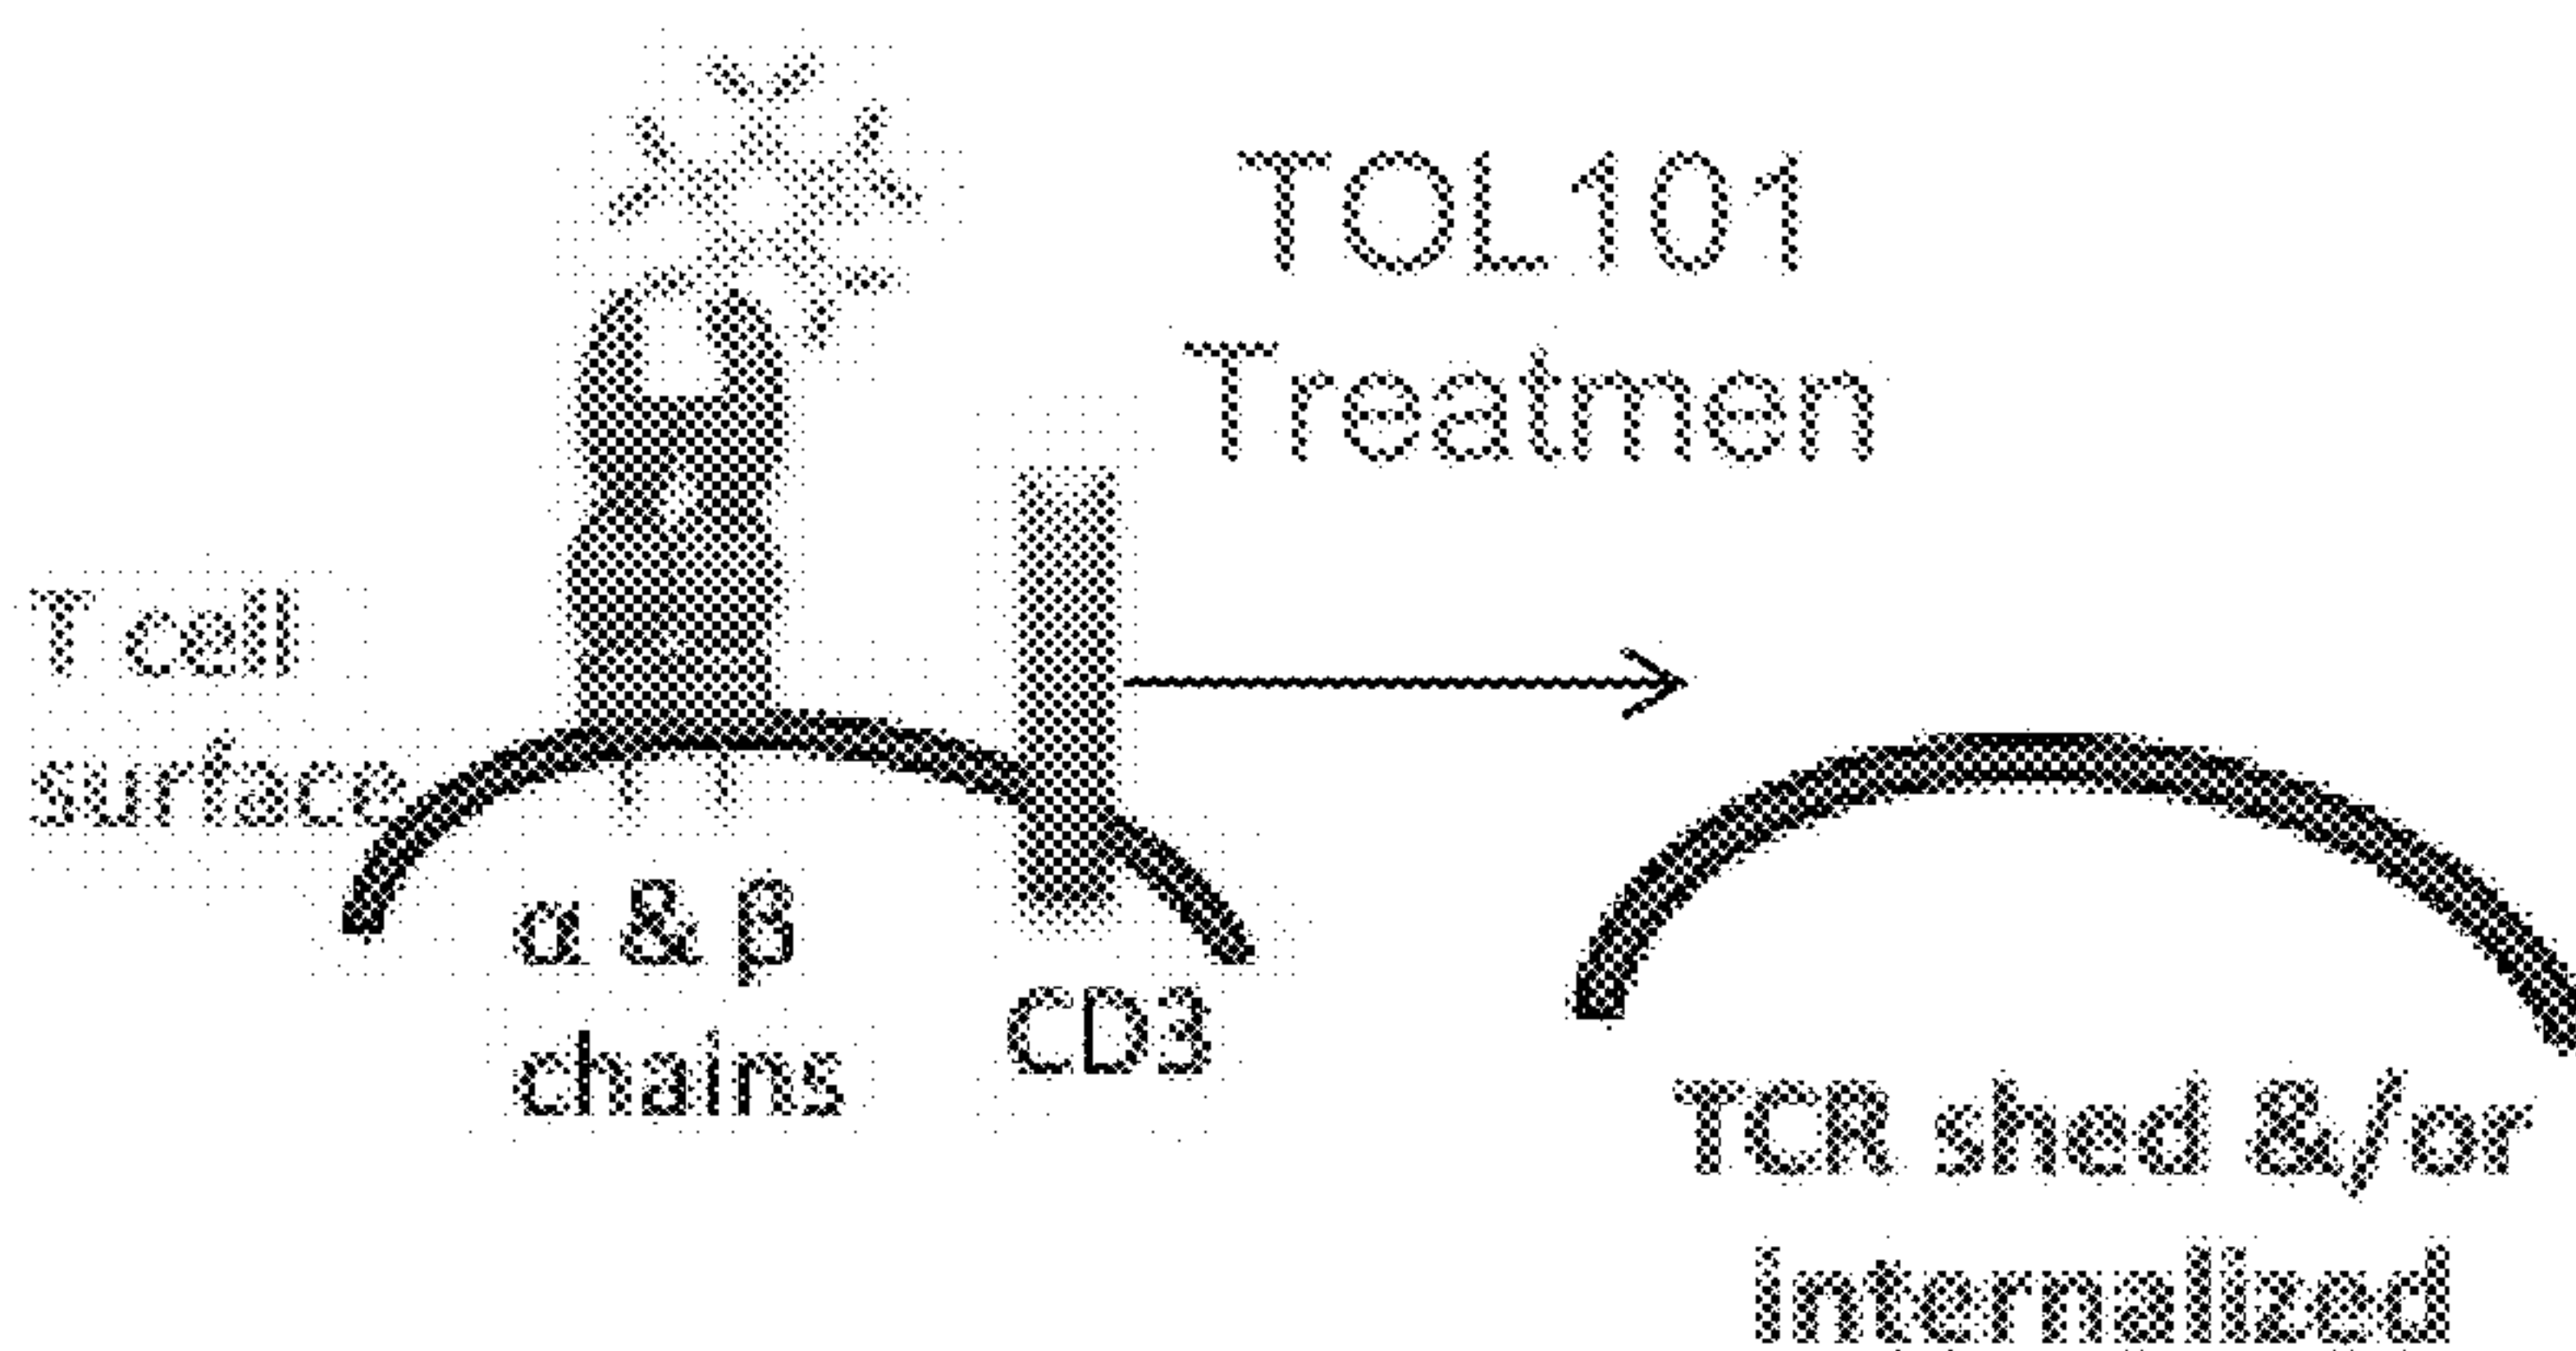 TOL101
Treatmen
T cell
surface
α & β
chains
CD3
TCR shed &/or
internalized